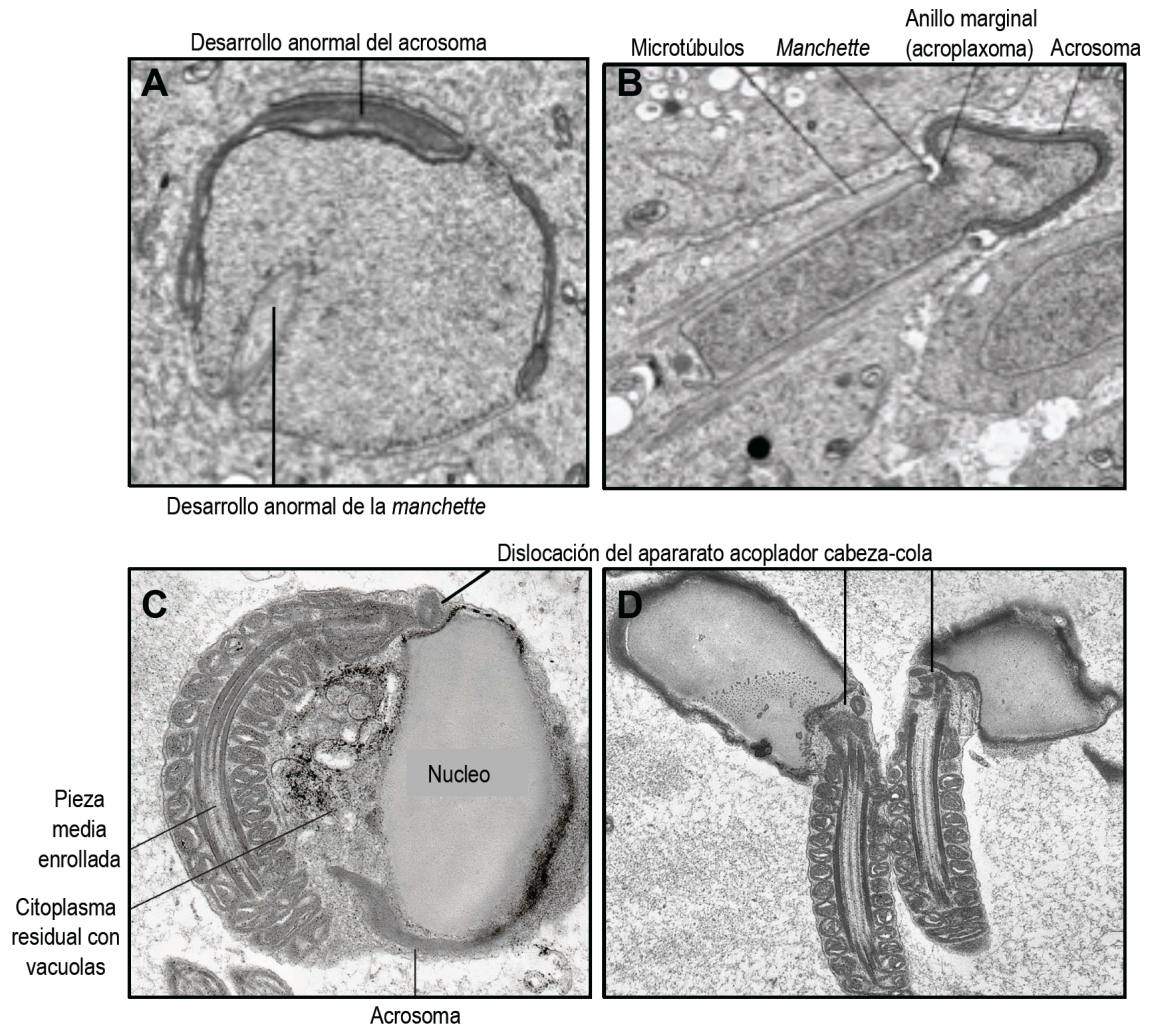 Desarrollo anormal del acrosoma
Microtúbulos
Manchette
Anillo marginal
(acroplaxoma)
Acrosoma
A
B
Desarrollo anormal de la manchette
Dislocación del apararato acoplador cabeza-cola
C
D
Nucleo
Pieza
media
enrollada
Citoplasma
residual con
vacuolas
Acrosoma